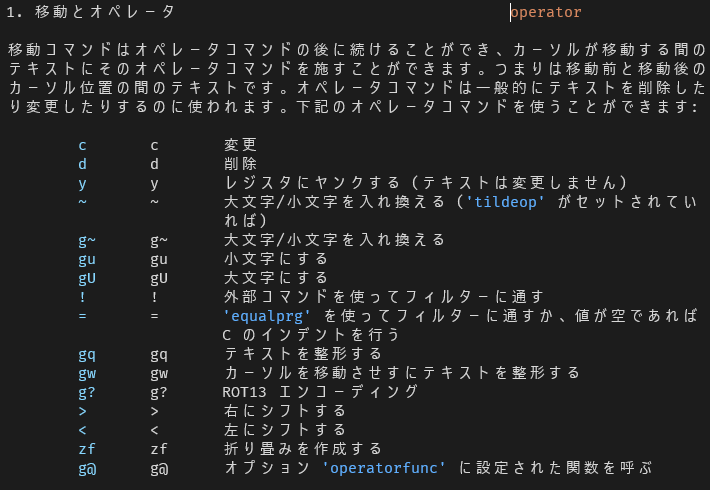 1. 移動とオペレータ operator
移動コマンドはオペレータコマンドの後に続けることができ、カーソルが移動する間の
テキストにそのオペレータコマンドを施すことができます。つまりは移動前と移動後の
カーソル位置の間のテキストです。オペレータコマンドは一般的にテキストを削除した
り変更したりするのに使われます。下記のオペレータコマンドを使うことができます:
c c 変更
d d 削除
y y レジスタにヤンクする (テキストは変更しません)
~ ~ 大文字/小文字を入れ換える ('tildeop' がセットされてい
れば)
g~ g~ 大文字/小文字を入れ換える
gu gu 小文字にする
gU gU 大文字にする
! ! 外部コマンドを使ってフィルターに通す
= = 'equalprg' を使ってフィルターに通すか、値が空であれば
C のインデントを行う
gq gq テキストを整形する
gw gw カーソルを移動させずにテキストを整形する
g? g? ROT13 エンコーディング
> > 右にシフトする
< < 左にシフトする
zf zf 折り畳みを作成する
g@ g@ オプション 'operatorfunc' に設定された関数を呼ぶ